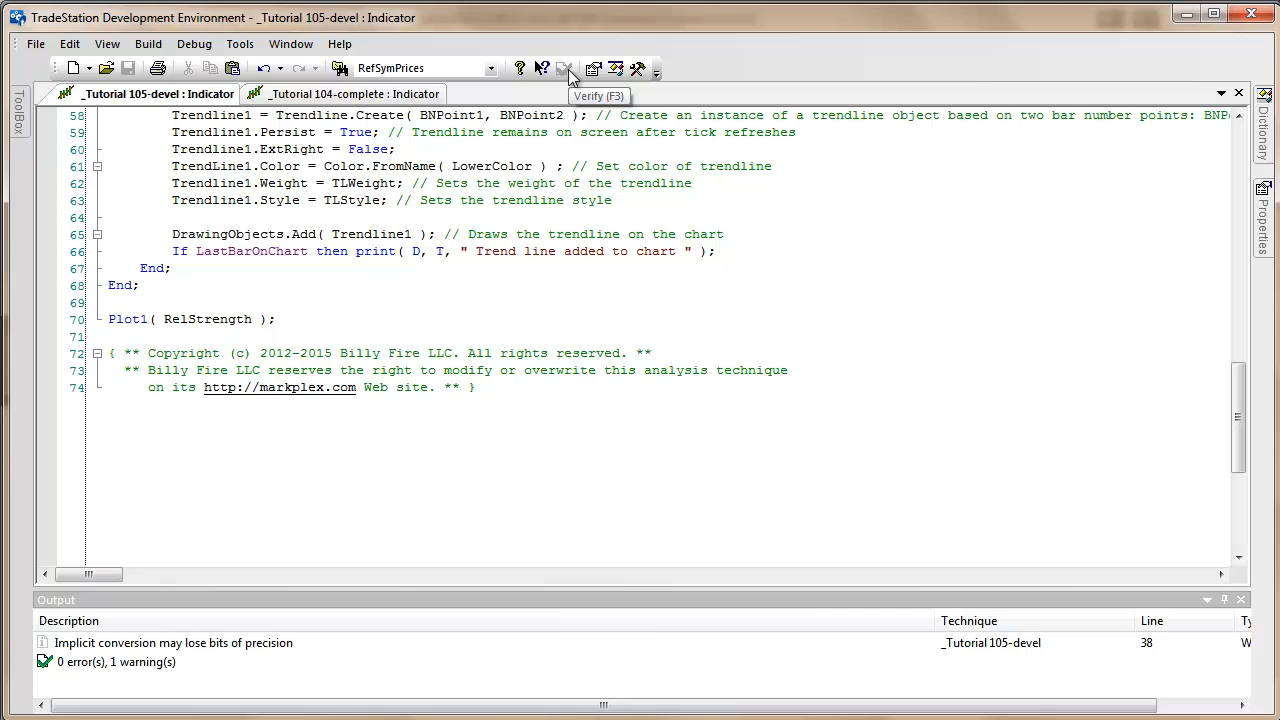 TradeStation Development Environment - _Tutorial 105-devel : Indicator
File Edit View Build Debug Tools Window Help
RefSymPrices
Verify (F3)
_Tutorial 105-devel : Indicator _Tutorial 104-complete : Indicator
ToolBox
Dictionary
Properties
58 Trendline1 = Trendline.Create( BNPoint1, BNPoint2 ); // Create an instance of a trendline object based on two bar number points: BNPo
59 Trendline1.Persist = True; // Trendline remains on screen after tick refreshes
60 Trendline1.ExtRight = False;
61 TrendLine1.Color = Color.FromName( LowerColor ) ; // Set color of trendline
62 Trendline1.Weight = TLWeight; // Sets the weight of the trendline
63 Trendline1.Style = TLStyle; // Sets the trendline style
64
65 DrawingObjects.Add( Trendline1 ); // Draws the trendline on the chart
66 If LastBarOnChart then print( D, T, " Trend line added to chart " );
67 End;
68 End;
69
70 Plot1( RelStrength );
71
72 { ** Copyright (c) 2012-2015 Billy Fire LLC. All rights reserved. **
73 ** Billy Fire LLC reserves the right to modify or overwrite this analysis technique
74 on its http://markplex.com Web site. ** }
Output
Description Technique Line Ty
Implicit conversion may lose bits of precision _Tutorial 105-devel 38 W
0 error(s), 1 warning(s)